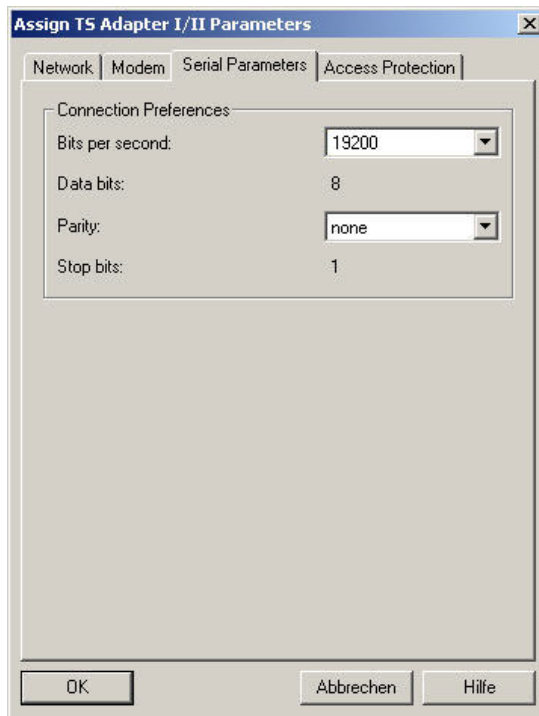 Assign TS Adapter I/II Parameters
Network Modem Serial Parameters Access Protection
Connection Preferences
Bits per second: 19200
Data bits: 8
Parity: none
Stop bits: 1
OK Abbrechen Hilfe